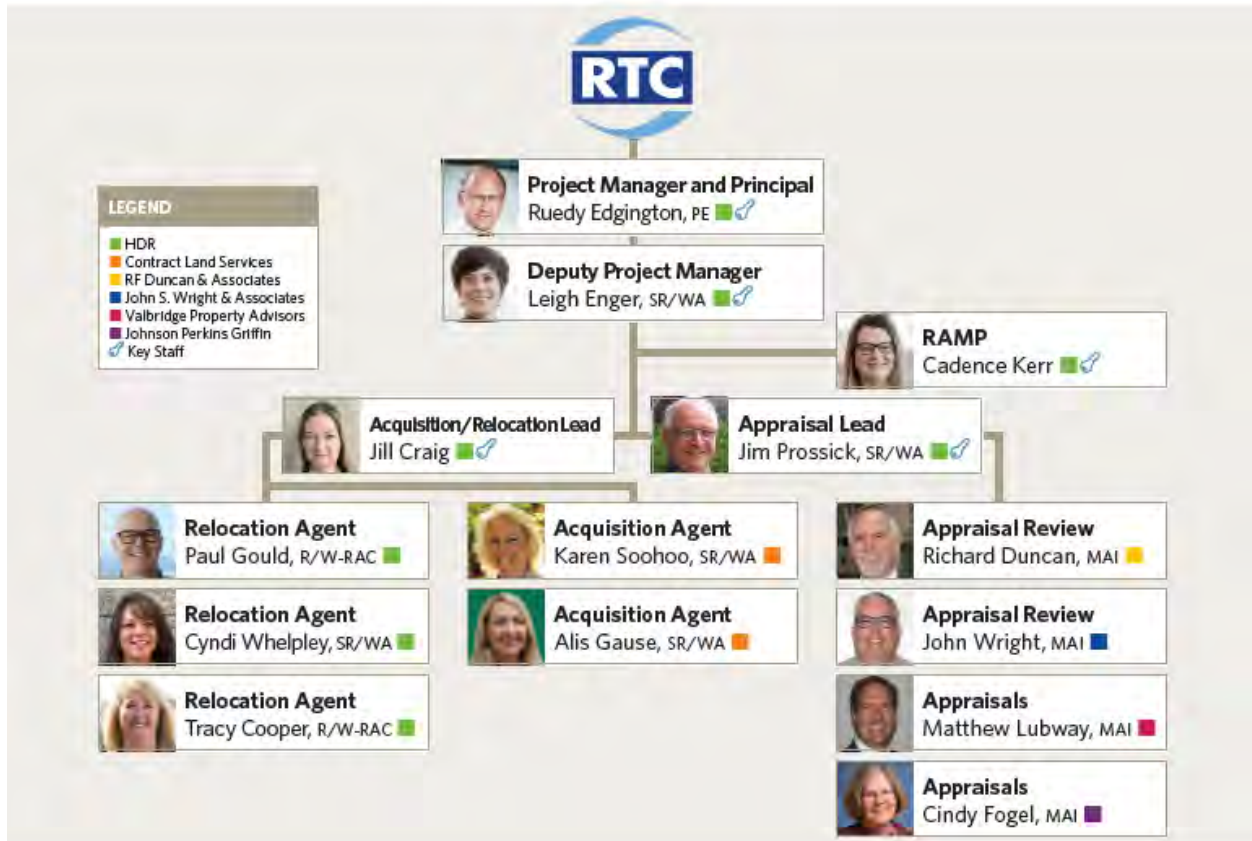 RTC
Project Manager and Principal
Ruedy Edgington, PE
LEGEND
HDR
Contract Land Services
RF Duncan & Associates
John S. Wright & Associates
Valbridge Property Advisors
Johnson Perkins Griffin
Key Staff
Deputy Project Manager
Leigh Enger, SR/WA
RAMP
Cadence Kerr
Acquisition/Relocation Lead
Jill Craig
Appraisal Lead
Jim Prossick, SR/WA
Relocation Agent
Paul Gould, R/W-RAC
Acquisition Agent
Karen Soohoo, SR/WA
Appraisal Review
Richard Duncan, MAI
Relocation Agent
Cyndi Whelpley, SR/WA
Acquisition Agent
Alis Gause, SR/WA
Appraisal Review
John Wright, MAI
Relocation Agent
Tracy Cooper, R/W-RAC
Appraisals
Matthew Lubway, MAI
Appraisals
Cindy Fogel, MAI